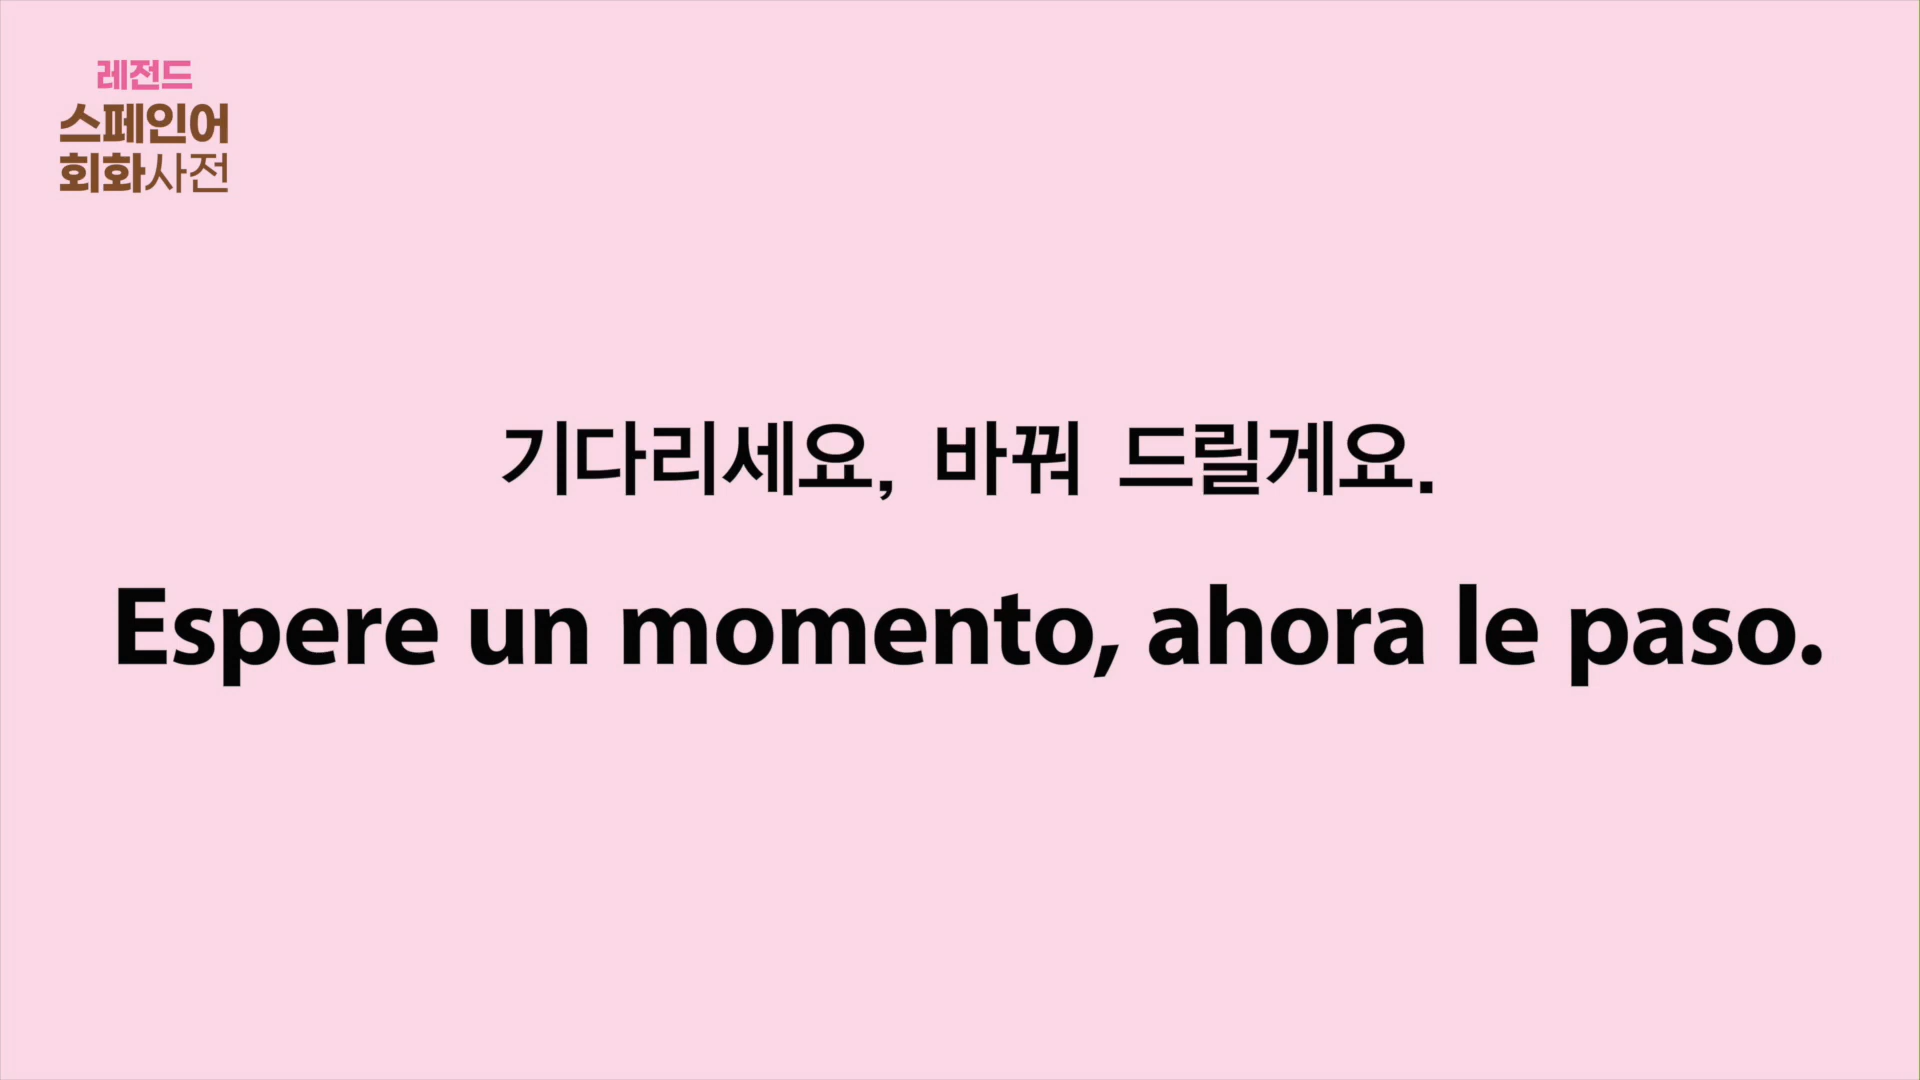 레전드
스페인어
회화사전
기다리세요, 바꿔 드릴게요.
Espere un momento, ahora le paso.